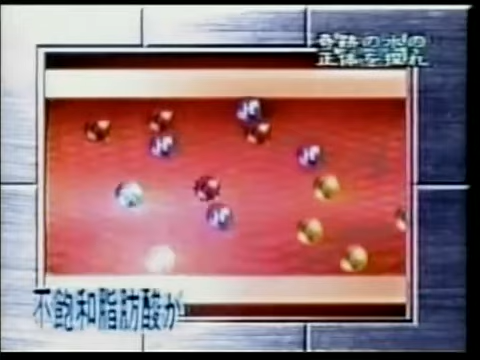 奇跡の水の
正体を探れ
不飽和脂肪酸が